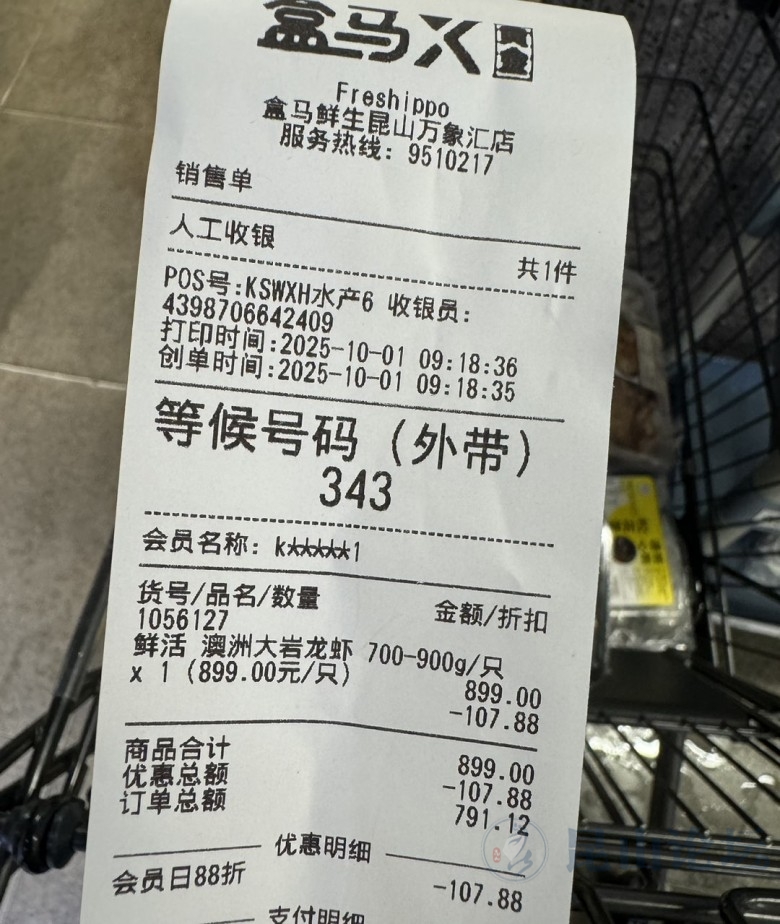 盒马X 黄金
Freshippo
盒马鲜生昆山万象汇店
服务热线: 9510217
销售单
人工收银
共1件
POS号:KSWXH水产6 收银员:
4398706642409
打印时间:2025-10-01 09:18:36
创单时间:2025-10-01 09:18:35
等候号码（外带）
343
会员名称: k*****1
货号/品名/数量 金额/折扣
1056127
鲜活 澳洲大岩龙虾 700-900g/只
x 1 (899.00元/只) 899.00
-107.88
商品合计 899.00
优惠总额 -107.88
订单总额 791.12
优惠明细
会员日88折 -107.88
支付明细